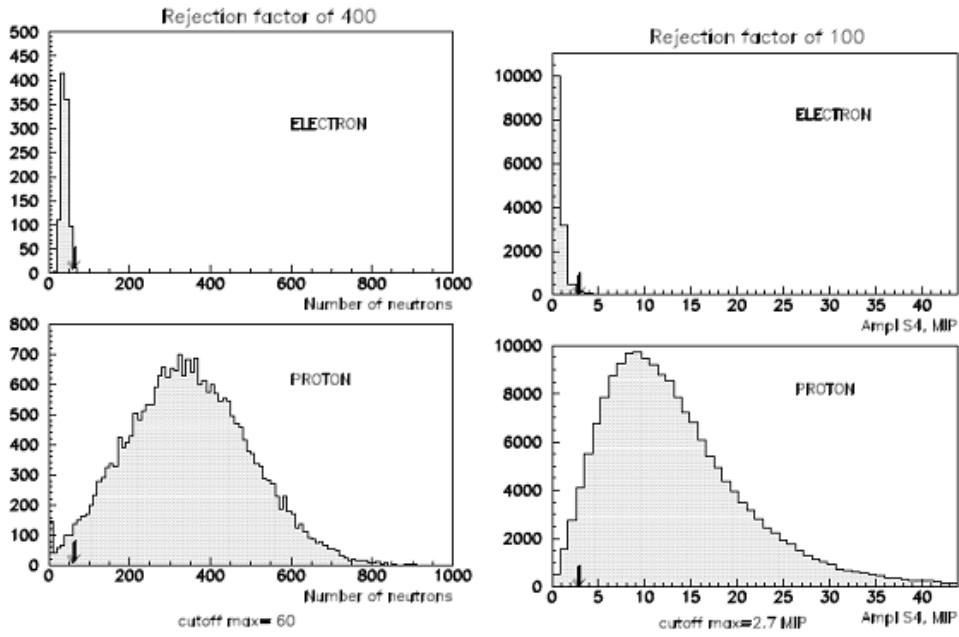 Rejection factor of 400
500
450
400
350
300
250
200
150
100
50
0
ELECTRON
0 200 400 600 800 1000
Number of neutrons
800
700
600
500
400
300
200
100
0
PROTON
0 200 400 600 800 1000
Number of neutrons
cutoff max= 60
Rejection factor of 100
10000
8000
6000
4000
2000
0
ELECTRON
0 5 10 15 20 25 30 35 40
Ampl S4, MIP
10000
8000
6000
4000
2000
0
PROTON
0 5 10 15 20 25 30 35 40
Ampl S4, MIP
cutoff max=2.7 MIP